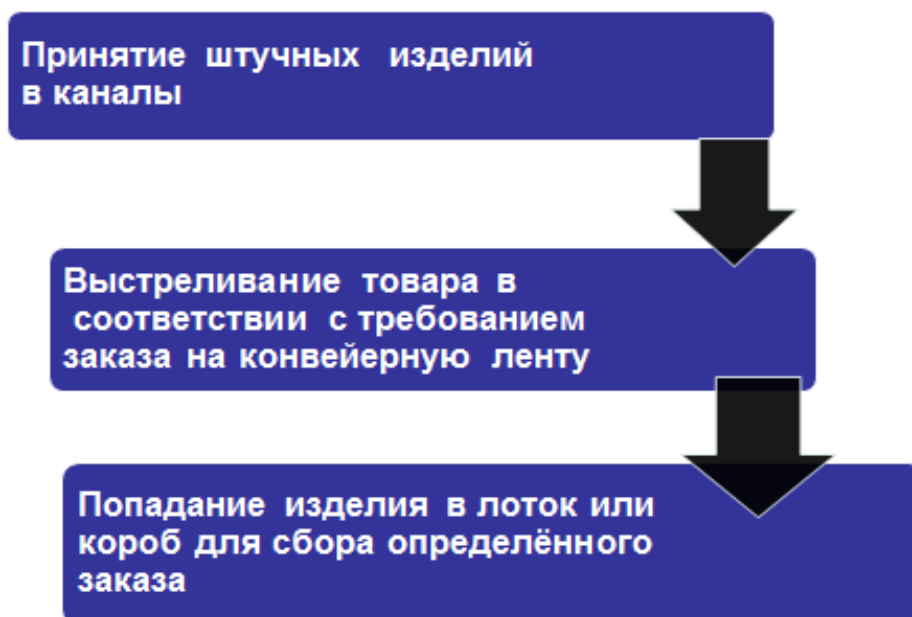 Принятие штучных изделий
в каналы
Выстреливание товара в
соответствии с требованием
заказа на конвейерную ленту
Попадание изделия в лоток или
короб для сбора определённого
заказа